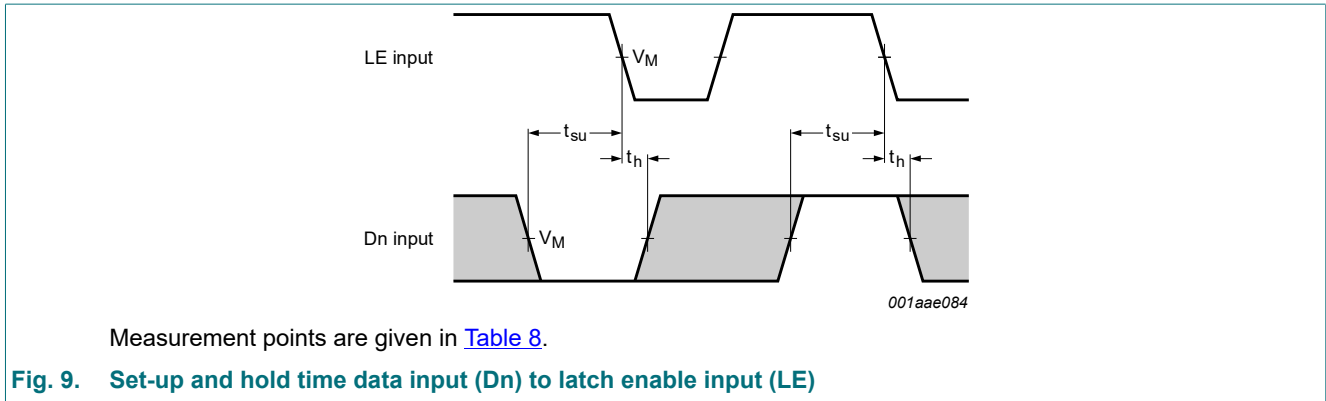 LE input
VM
tsu
tsu
th
th
Dn input
VM
001aae084
Measurement points are given in Table 8.
Fig. 9. Set-up and hold time data input (Dn) to latch enable input (LE)